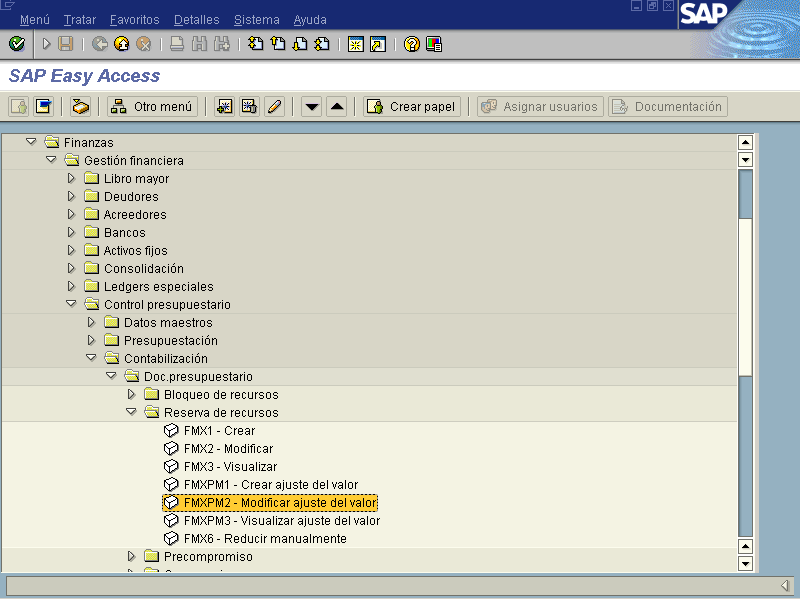 Menú Tratar Favoritos Detalles Sistema Ayuda
SAP
SAP Easy Access
Otro menú Crear papel Asignar usuarios Documentación
Finanzas
Gestión financiera
Libro mayor
Deudores
Acreedores
Bancos
Activos fijos
Consolidación
Ledgers especiales
Control presupuestario
Datos maestros
Presupuestación
Contabilización
Doc.presupuestario
Bloqueo de recursos
Reserva de recursos
FMX1 - Crear
FMX2 - Modificar
FMX3 - Visualizar
FMXPM1 - Crear ajuste del valor
FMXPM2 - Modificar ajuste del valor
FMXPM3 - Visualizar ajuste del valor
FMX6 - Reducir manualmente
Precompromiso